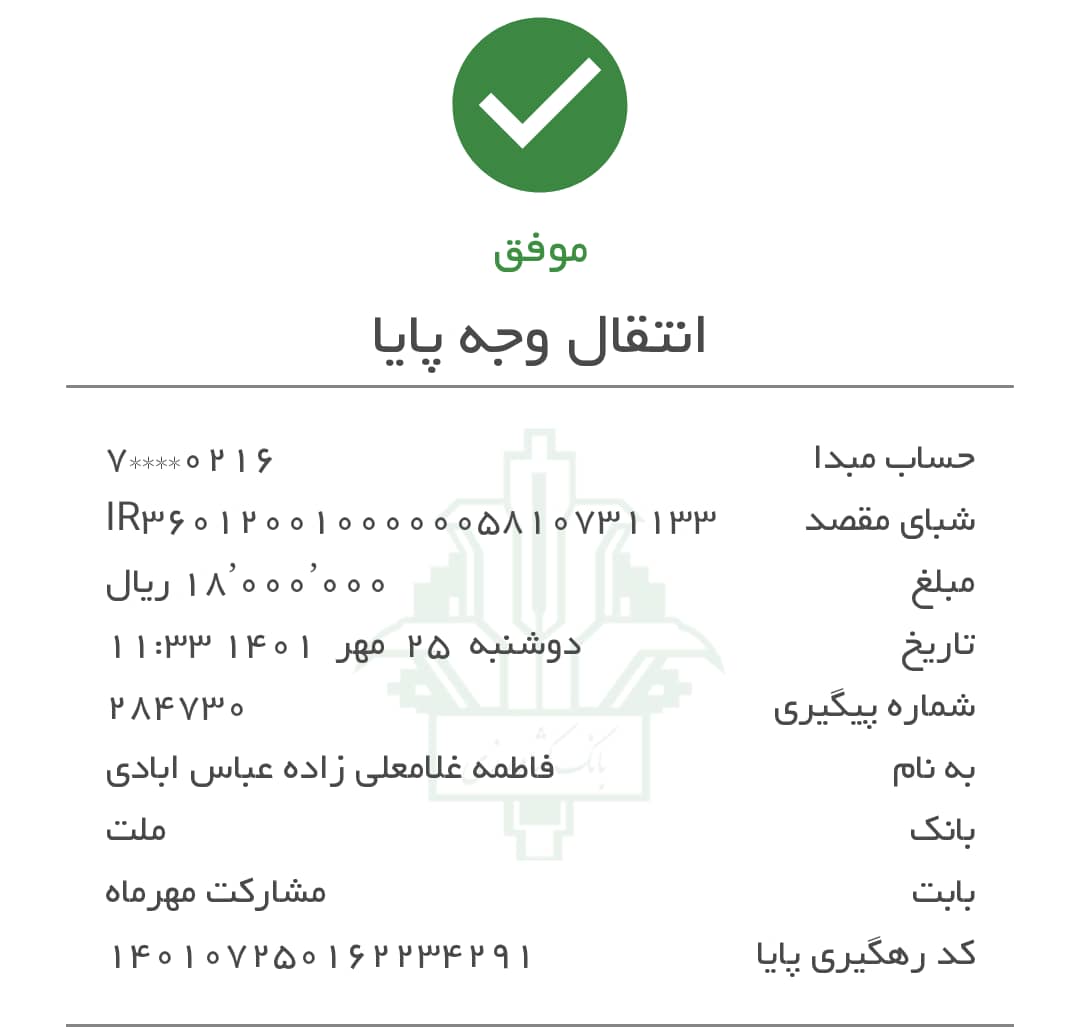 موفق
انتقال وجه پایا
حساب مبدا ۷****۰۲۱۶
شبای مقصد IR۳۶۰۱۲۰۰۱۰۰۰۰۰۰۵۸۱۰۷۳۱۱۳۳
مبلغ ۱۸٬۰۰۰٬۰۰۰ ریال
تاریخ دوشنبه ۲۵ مهر ۱۴۰۱ ۱۱:۳۳
شماره پیگیری ۲۸۴۷۳۰
به نام فاطمه غلامعلی زاده عباس ابادی
بانک ملت
بابت مشارکت مهرماه
کد رهگیری پایا ۱۴۰۱۰۷۲۵۰۱۶۲۲۳۴۲۹۱
بانک کشاورزی